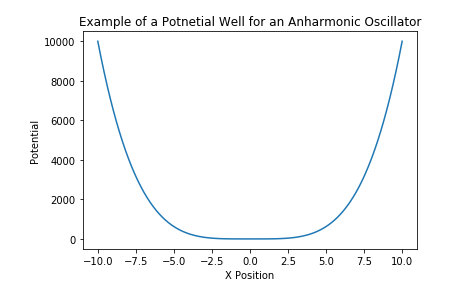 Example of a Potnetial Well for an Anharmonic Oscillator
10000
8000
6000
4000
2000
0
Potential
−10.0 −7.5 −5.0 −2.5 0.0 2.5 5.0 7.5 10.0
X Position